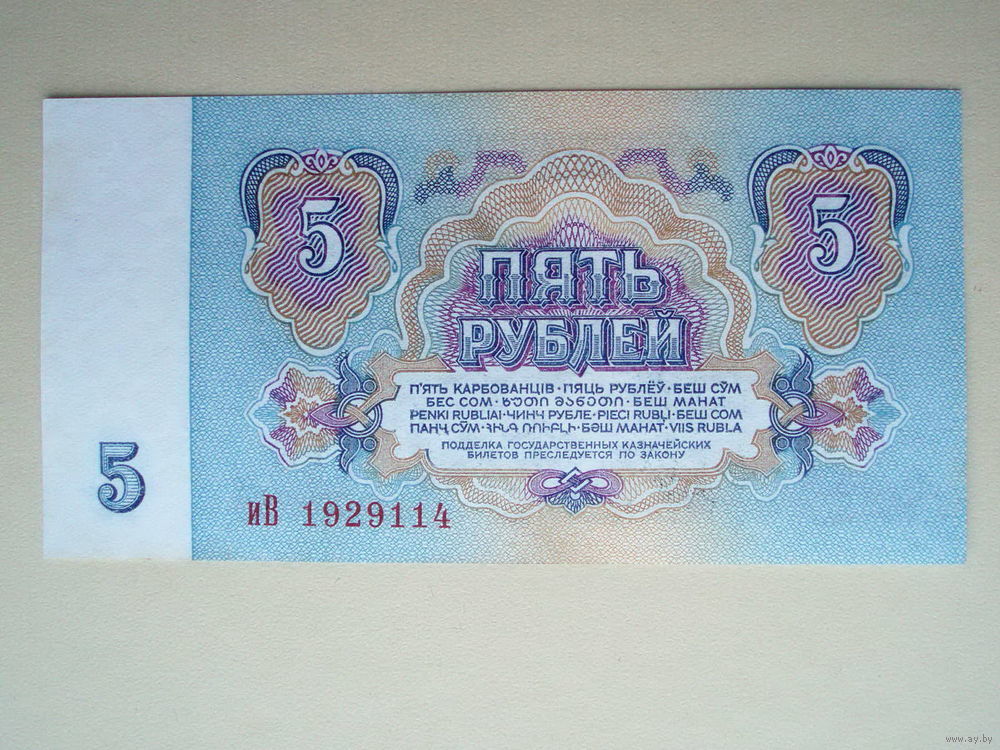 5 5
ПЯТЬ
РУБЛЕЙ
П'ЯТЬ КАРБОВАНЦІВ·ПЯЦЬ РУБЛЁЎ·БЕШ СЎМ
БЕС СОМ·ᲮᲣᲗᲘ ᲛᲐᲜᲔᲗᲘ·БЕШ МАНАТ
PENKI RUBLIAI·ЧИНЧ РУБЛЕ·PIECI RUBĻI·БЕШ СОМ
ПАНҶ СӮМ·ՀԻՆԳ ՌՈՒԲԼԻ·БӘШ МАНАТ·VIIS RUBLA
ПОДДЕЛКА ГОСУДАРСТВЕННЫХ КАЗНАЧЕЙСКИХ
БИЛЕТОВ ПРЕСЛЕДУЕТСЯ ПО ЗАКОНУ
5
иВ 1929114
www.ay.by